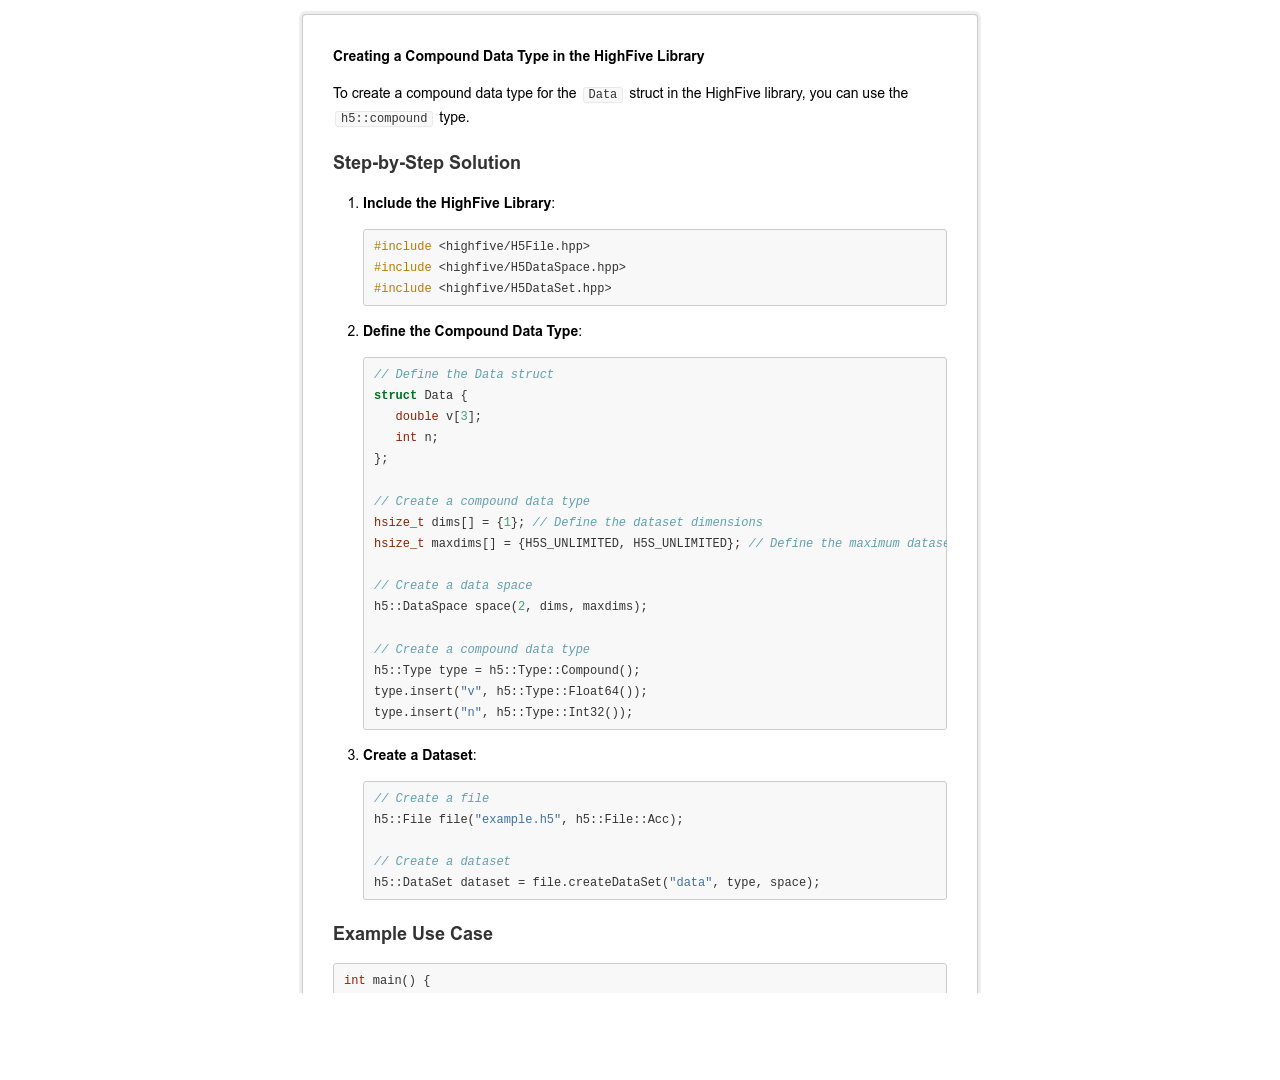 Creating a Compound Data Type in the HighFive Library
To create a compound data type for the Data struct in the HighFive library, you can use the
h5::compound type.
Step-by-Step Solution
1. Include the HighFive Library:
#include <highfive/H5File.hpp>
#include <highfive/H5DataSpace.hpp>
#include <highfive/H5DataSet.hpp>
2. Define the Compound Data Type:
// Define the Data struct
struct Data {
   double v[3];
   int n;
};
// Create a compound data type
hsize_t dims[] = {1}; // Define the dataset dimensions
hsize_t maxdims[] = {H5S_UNLIMITED, H5S_UNLIMITED}; // Define the maximum datase
// Create a data space
h5::DataSpace space(2, dims, maxdims);
// Create a compound data type
h5::Type type = h5::Type::Compound();
type.insert("v", h5::Type::Float64());
type.insert("n", h5::Type::Int32());
3. Create a Dataset:
// Create a file
h5::File file("example.h5", h5::File::Acc);
// Create a dataset
h5::DataSet dataset = file.createDataSet("data", type, space);
Example Use Case
int main() {